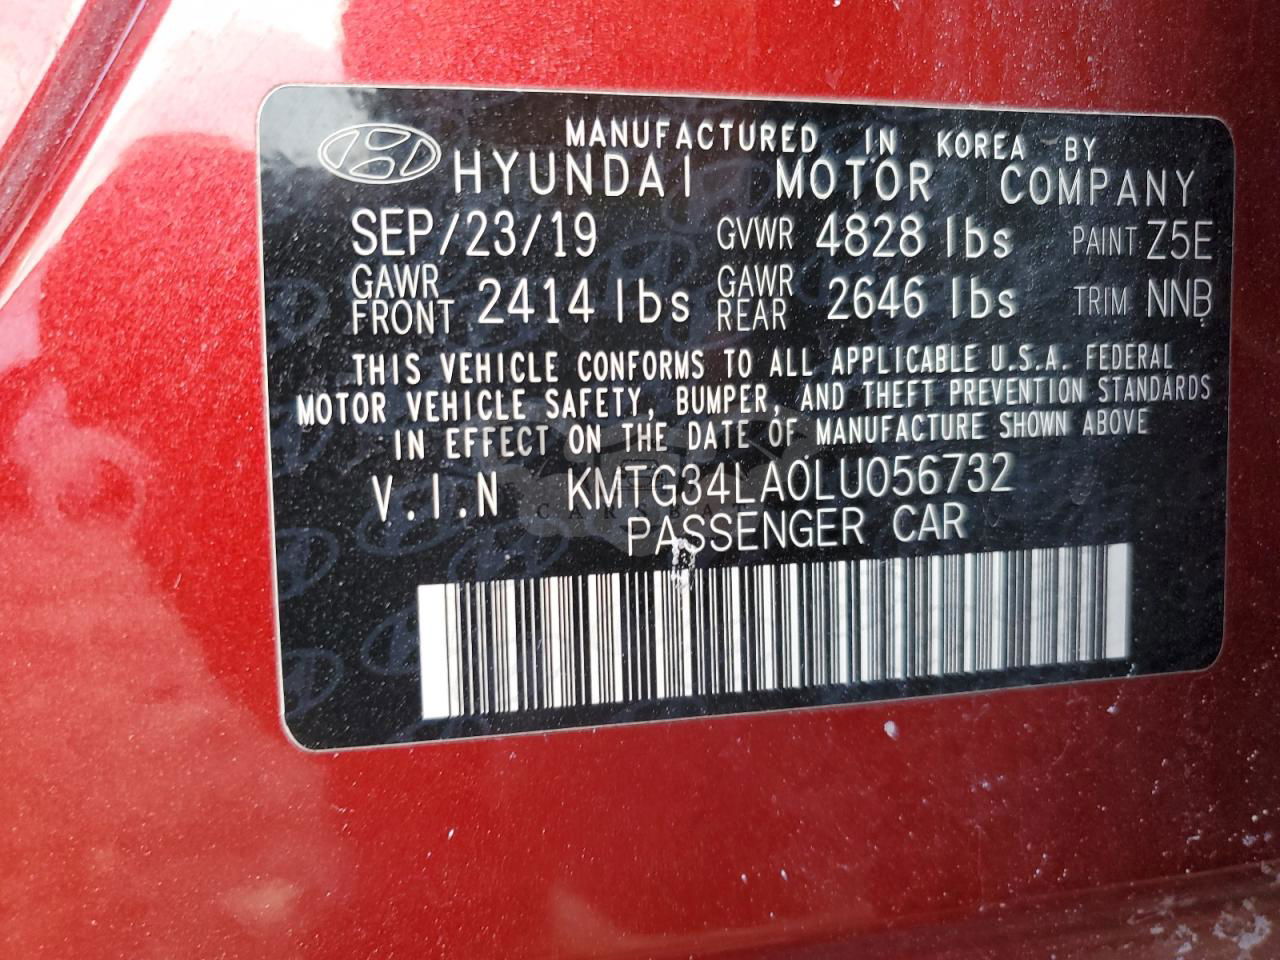 MANUFACTURED IN KOREA BY
HYUNDAI MOTOR COMPANY
SEP/23/19 GVWR 4828 lbs PAINT Z5E
GAWR FRONT 2414 lbs GAWR REAR 2646 lbs TRIM NNB
THIS VEHICLE CONFORMS TO ALL APPLICABLE U.S.A. FEDERAL
MOTOR VEHICLE SAFETY, BUMPER, AND THEFT PREVENTION STANDARDS
IN EFFECT ON THE DATE OF MANUFACTURE SHOWN ABOVE
V.I.N KMTG34LA0LU056732
PASSENGER CAR